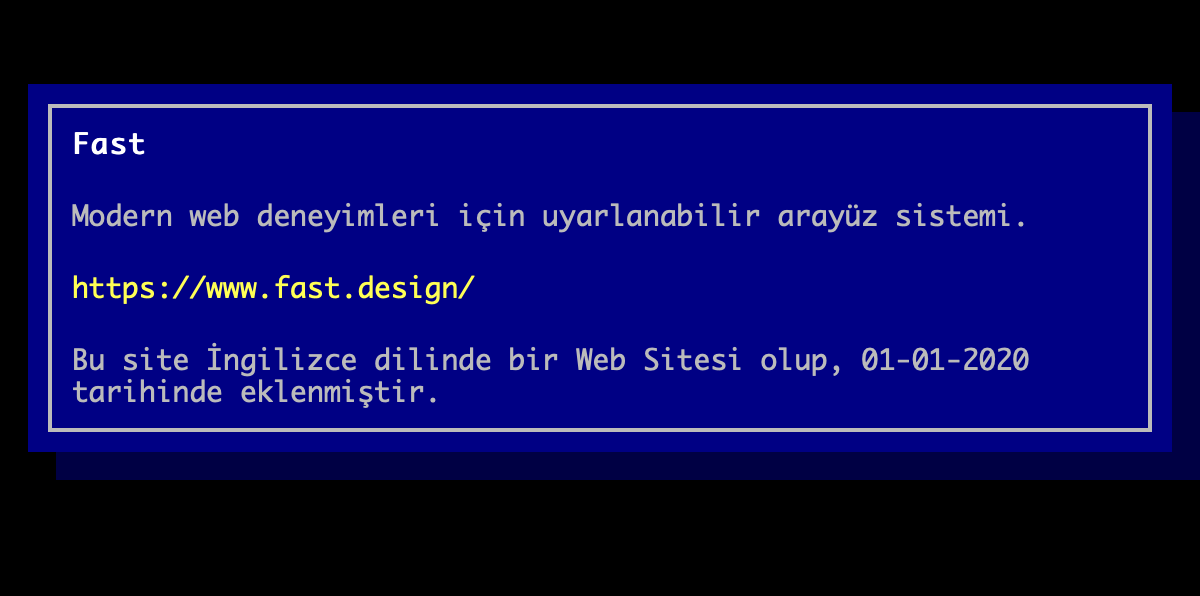 Fast
Modern web deneyimleri için uyarlanabilir arayüz sistemi.
https://www.fast.design/
Bu site İngilizce dilinde bir Web Sitesi olup, 01-01-2020
tarihinde eklenmiştir.